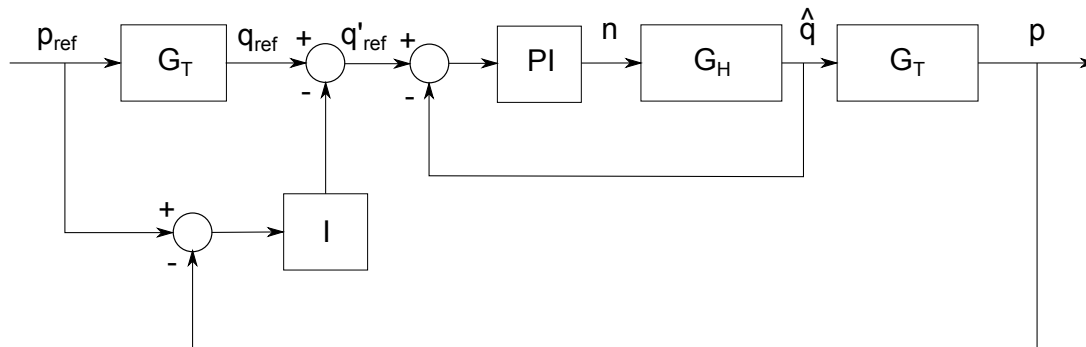 p_ref
G_T
q_ref
+
-
q'_ref
+
-
PI
n
G_H
q̂
G_T
p
+
-
I